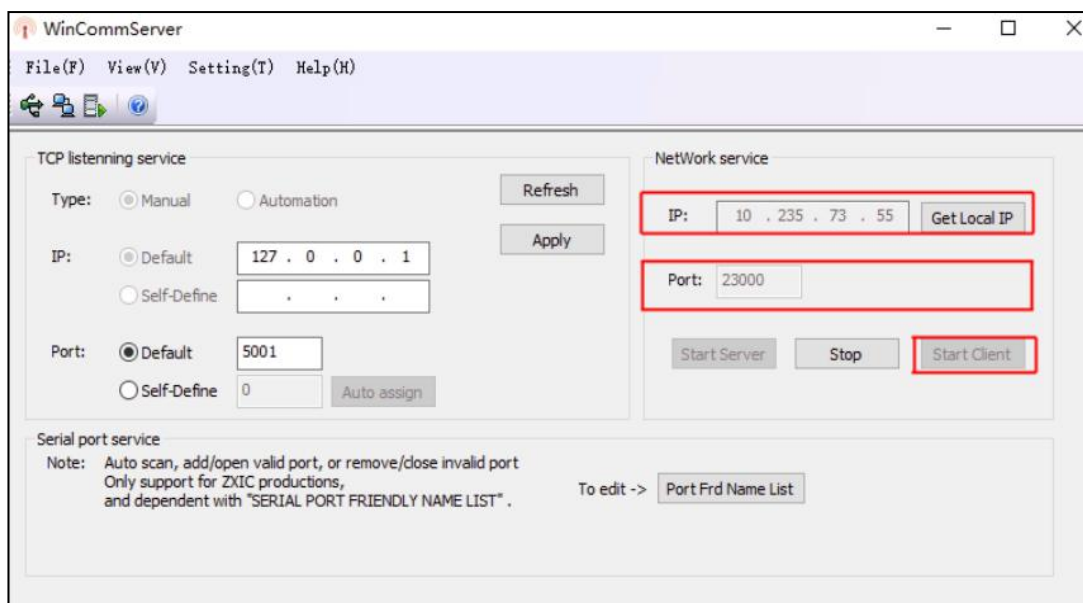 WinCommServer
File(F) View(V) Setting(T) Help(H)
TCP listenning service
Type: Manual Automation Refresh
Apply
IP: Default 127 . 0 . 0 . 1
Self-Define . . .
Port: Default 5001
Self-Define 0 Auto assign
NetWork service
IP: 10 . 235 . 73 . 55 Get Local IP
Port: 23000
Start Server Stop Start Client
Serial port service
Note: Auto scan, add/open valid port, or remove/close invalid port
Only support for ZXIC productions,
and dependent with "SERIAL PORT FRIENDLY NAME LIST" .
To edit -> Port Frd Name List